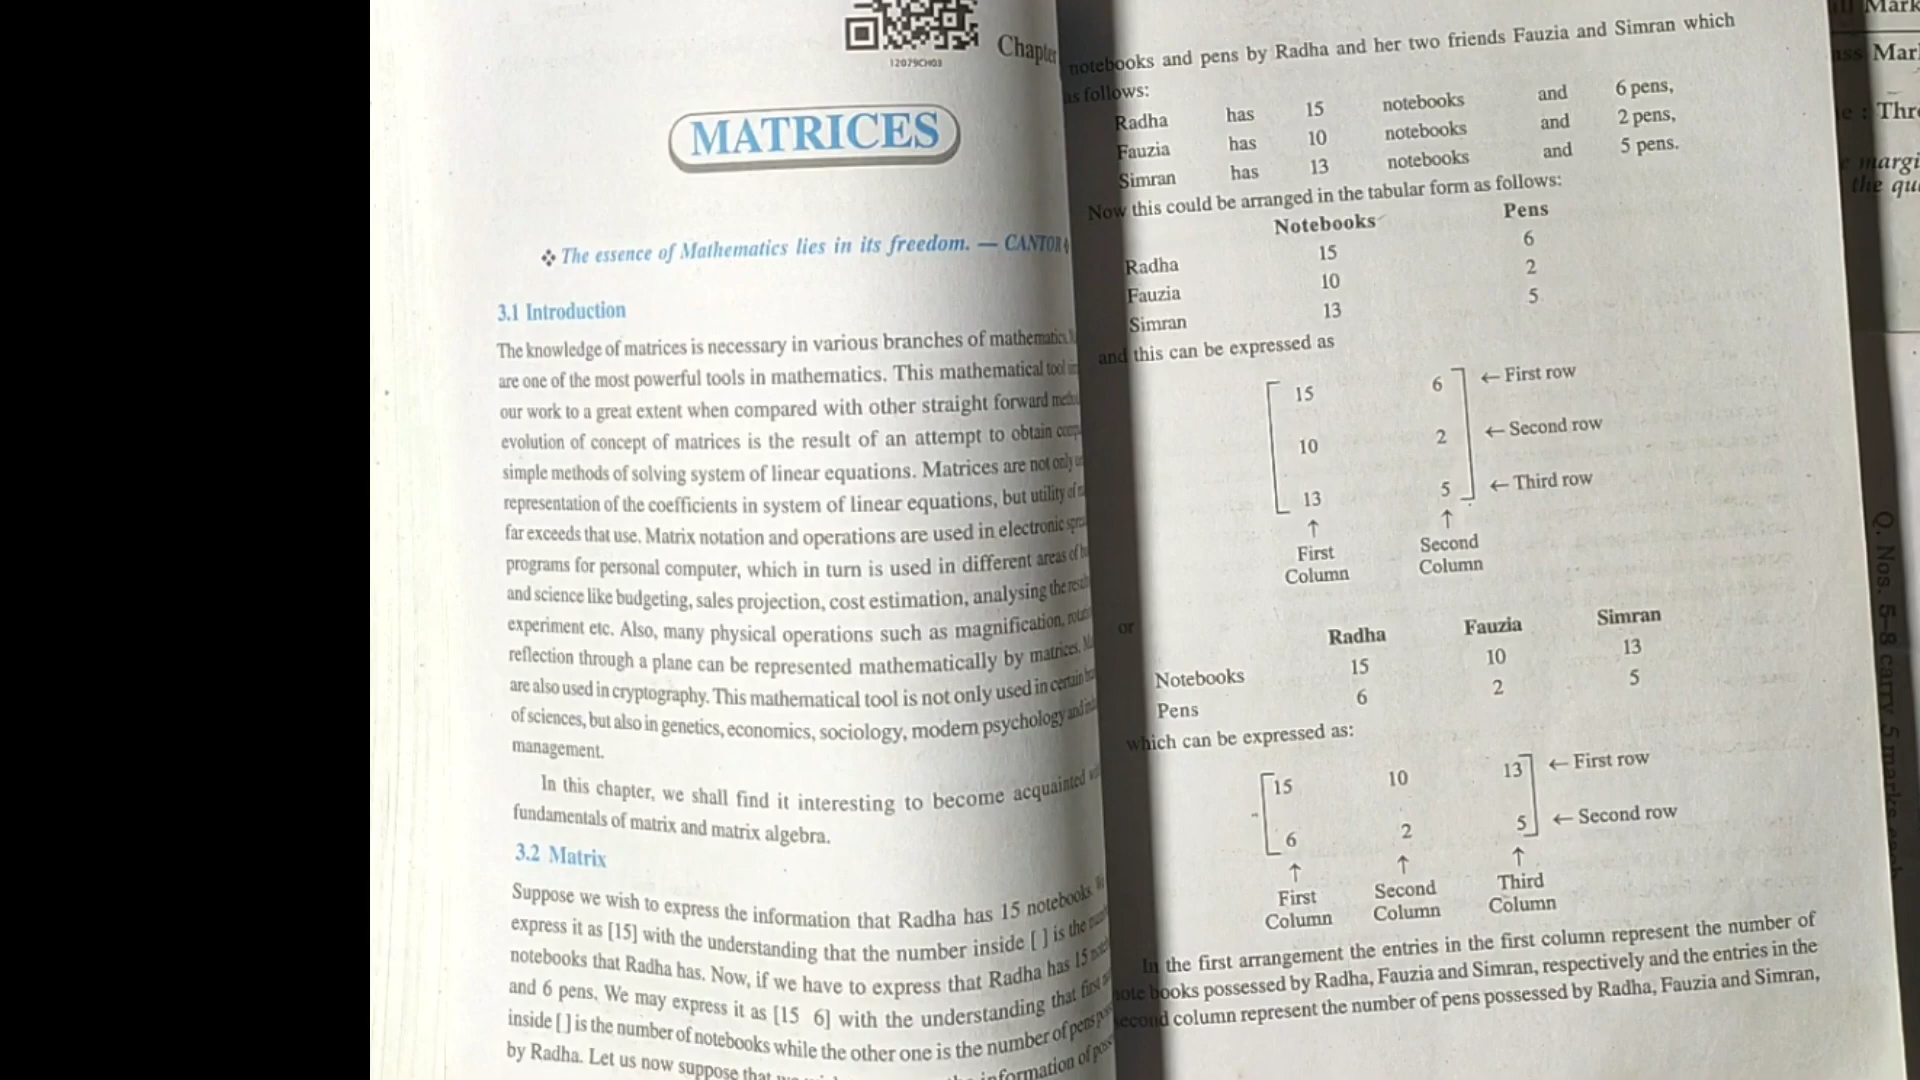 12079CH03
Chapter
MATRICES
❖ The essence of Mathematics lies in its freedom. — CANTOR
3.1 Introduction
The knowledge of matrices is necessary in various branches of mathematics.
are one of the most powerful tools in mathematics. This mathematical tool
our work to a great extent when compared with other straight forward
evolution of concept of matrices is the result of an attempt to obtain
simple methods of solving system of linear equations. Matrices are not only
representation of the coefficients in system of linear equations, but utility of
far exceeds that use. Matrix notation and operations are used in electronic
programs for personal computer, which in turn is used in different areas of
and science like budgeting, sales projection, cost estimation, analysing the
experiment etc. Also, many physical operations such as magnification,
reflection through a plane can be represented mathematically by matrices.
are also used in cryptography. This mathematical tool is not only used in certain
of sciences, but also in genetics, economics, sociology, modern psychology and
management.
In this chapter, we shall find it interesting to become acquainted
fundamentals of matrix and matrix algebra.
3.2 Matrix
Suppose we wish to express the information that Radha has 15 notebooks.
express it as [15] with the understanding that the number inside [ ] is the
notebooks that Radha has. Now, if we have to express that Radha has 15
and 6 pens. We may express it as [15 6] with the understanding that first
inside [ ] is the number of notebooks while the other one is the number of pens
by Radha. Let us now suppose that
information of
notebooks and pens by Radha and her two friends Fauzia and Simran which
as follows:
Radha has 15 notebooks and 6 pens,
Fauzia has 10 notebooks and 2 pens,
Simran has 13 notebooks and 5 pens.
Now this could be arranged in the tabular form as follows:
Notebooks Pens
Radha 15 6
Fauzia 10 2
Simran 13 5
and this can be expressed as
15 6 ← First row
10 2 ← Second row
13 5 ← Third row
↑ ↑
First Second
Column Column
or
Radha Fauzia Simran
Notebooks 15 10 13
Pens 6 2 5
which can be expressed as:
15 10 13 ← First row
6 2 5 ← Second row
↑ ↑ ↑
First Second Third
Column Column Column
In the first arrangement the entries in the first column represent the number of
note books possessed by Radha, Fauzia and Simran, respectively and the entries in the
second column represent the number of pens possessed by Radha, Fauzia and Simran,
Mark
Mar
: Thr
margi
the qu
Q. Nos. 5–8 carry 5 marks